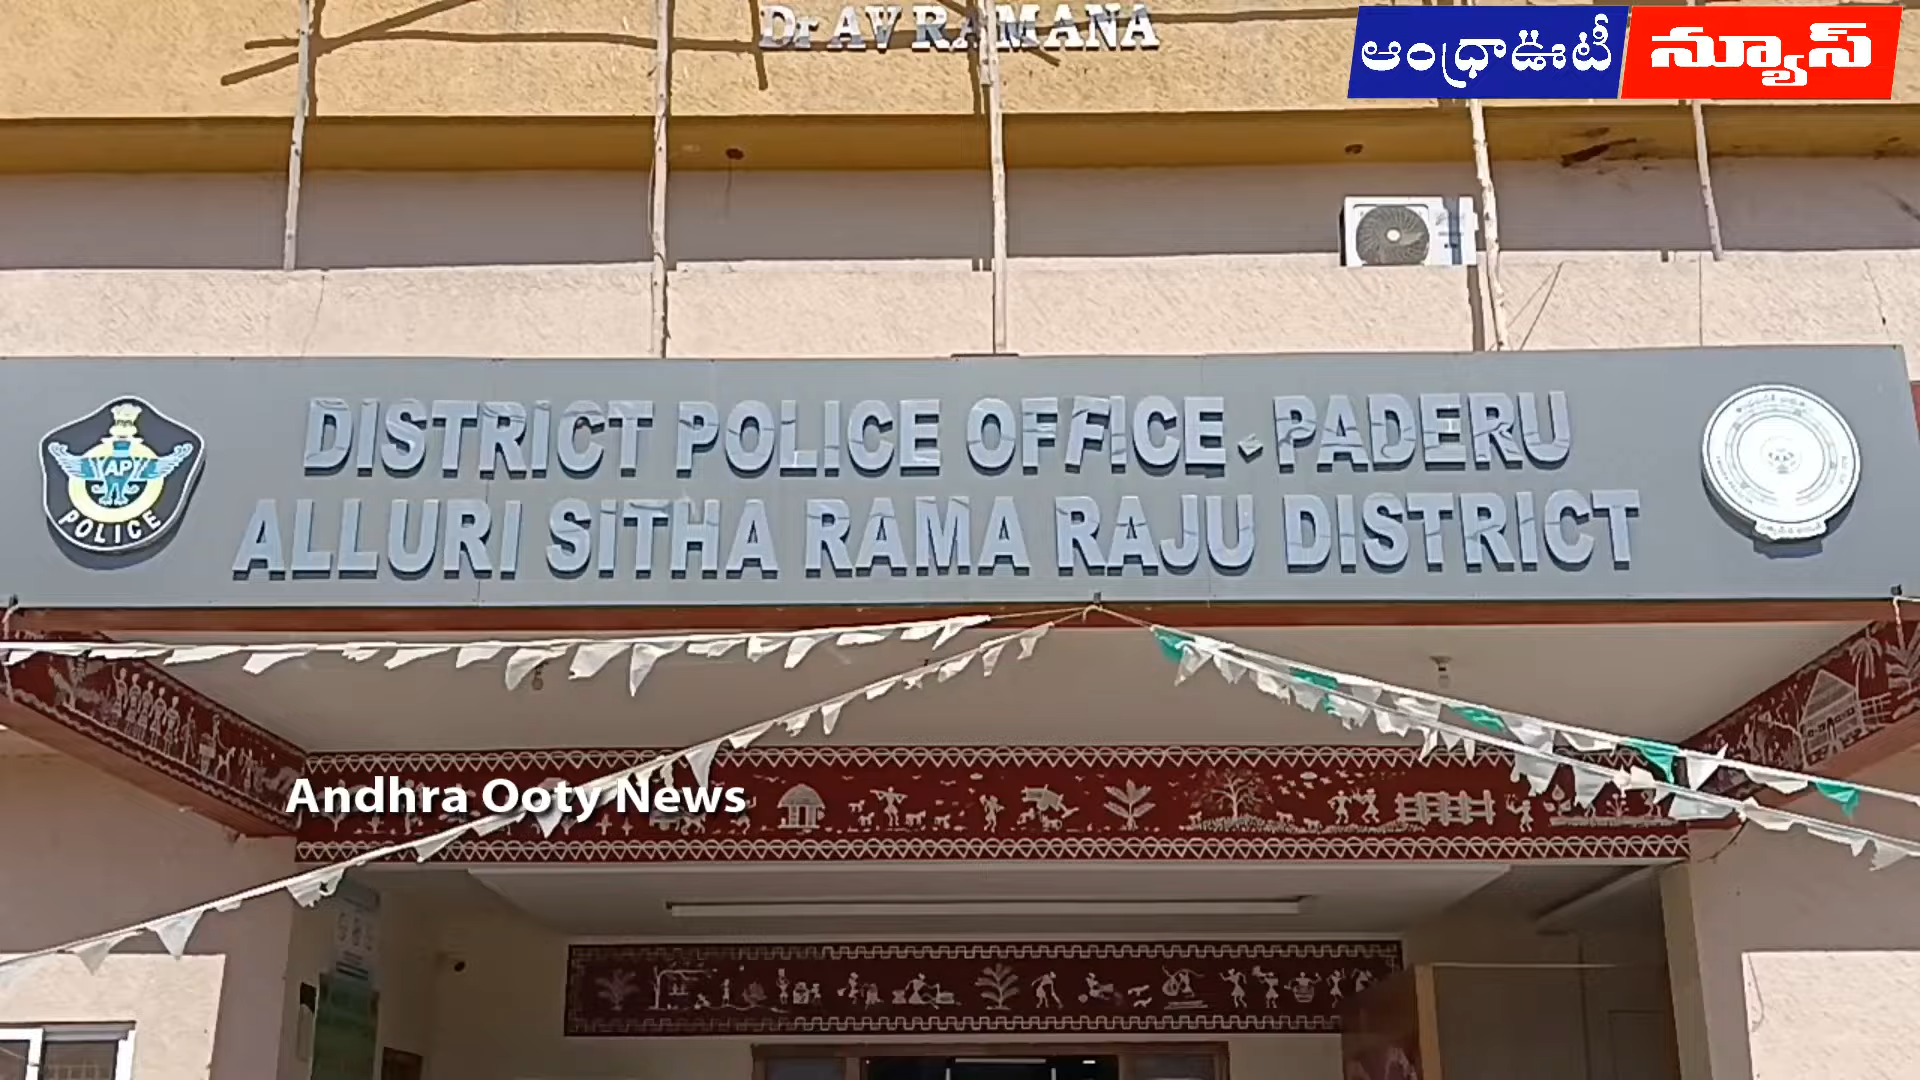 Dr AV RAMANA
ఆంధ్రాఊటీ న్యూస్
DISTRICT POLICE OFFICE - PADERU
ALLURI SITHA RAMA RAJU DISTRICT
AP
POLICE
Andhra Ooty News